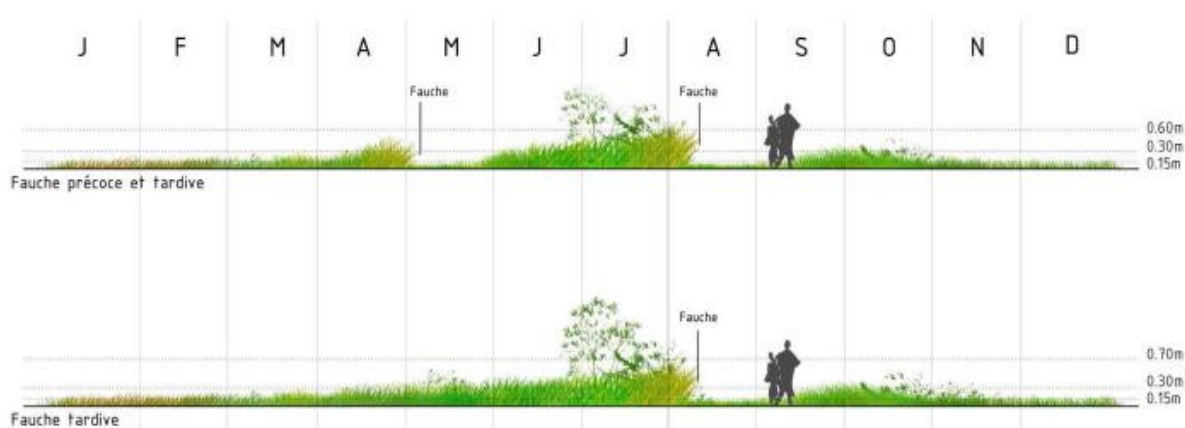 J F M A M J J A S O N D
Fauche Fauche
0.60m
0.30m
0.15m
Fauche précoce et tardive
Fauche
0.70m
0.30m
0.15m
Fauche tardive